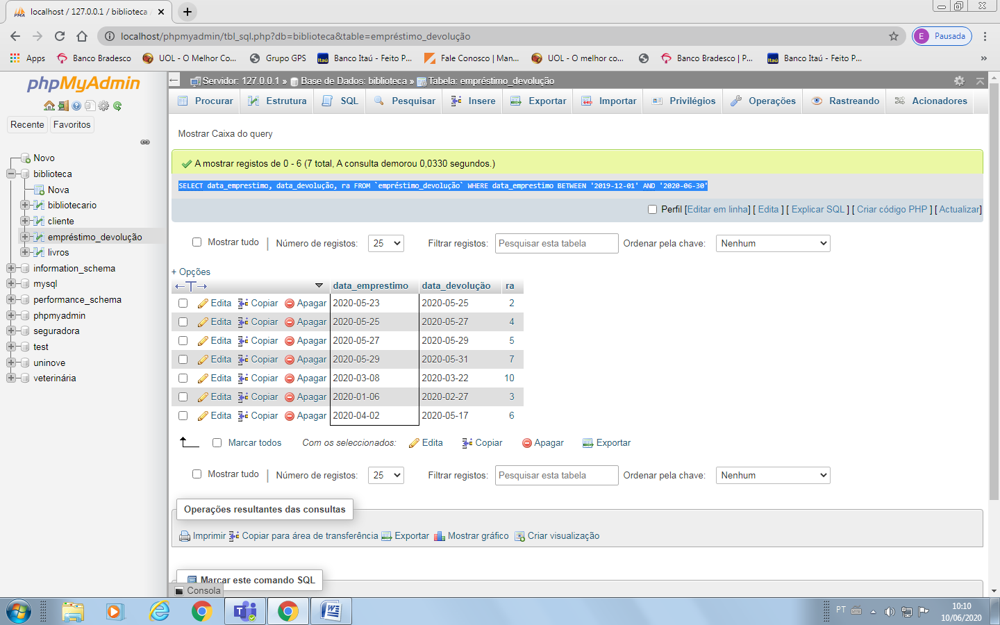 localhost / 127.0.0.1 / biblioteca
localhost/phpmyadmin/tbl_sql.php?db=biblioteca&table=empréstimo_devolução
E Pausada
Apps Banco Bradesco UOL - O Melhor Co... Grupo GPS Banco Itaú - Feito P... Fale Conosco | Man... UOL - O melhor co... Banco Bradesco | P... Banco Itaú - Feito P... »
phpMyAdmin
Recente Favoritos
Novo
biblioteca
Nova
bibliotecario
cliente
empréstimo_devolução
livros
information_schema
mysql
performance_schema
phpmyadmin
seguradora
test
uninove
veterinária
Servidor: 127.0.0.1 » Base de Dados: biblioteca » Tabela: empréstimo_devolução
Procurar Estrutura SQL Pesquisar Insere Exportar Importar Privilégios Operações Rastreando Acionadores
Mostrar Caixa do query
A mostrar registos de 0 - 6 (7 total, A consulta demorou 0,0330 segundos.)
SELECT data_emprestimo, data_devolução, ra FROM `empréstimo_devolução` WHERE data_emprestimo BETWEEN '2019-12-01' AND '2020-06-30'
Perfil [Editar em linha] [ Edita ] [ Explicar SQL ] [ Criar código PHP ] [ Actualizar]
Mostrar tudo | Número de registos: 25 Filtrar registos: Pesquisar esta tabela Ordenar pela chave: Nenhum
+ Opções
←T→ data_emprestimo data_devolução ra
Edita Copiar Apagar 2020-05-23 2020-05-25 2
Edita Copiar Apagar 2020-05-25 2020-05-27 4
Edita Copiar Apagar 2020-05-27 2020-05-29 5
Edita Copiar Apagar 2020-05-29 2020-05-31 7
Edita Copiar Apagar 2020-03-08 2020-03-22 10
Edita Copiar Apagar 2020-01-06 2020-02-27 3
Edita Copiar Apagar 2020-04-02 2020-05-17 6
Marcar todos Com os seleccionados: Edita Copiar Apagar Exportar
Mostrar tudo | Número de registos: 25 Filtrar registos: Pesquisar esta tabela Ordenar pela chave: Nenhum
Operações resultantes das consultas
Imprimir Copiar para área de transferência Exportar Mostrar gráfico Criar visualização
Marcar este comando SQL
Consola
PT
10:10
10/06/2020